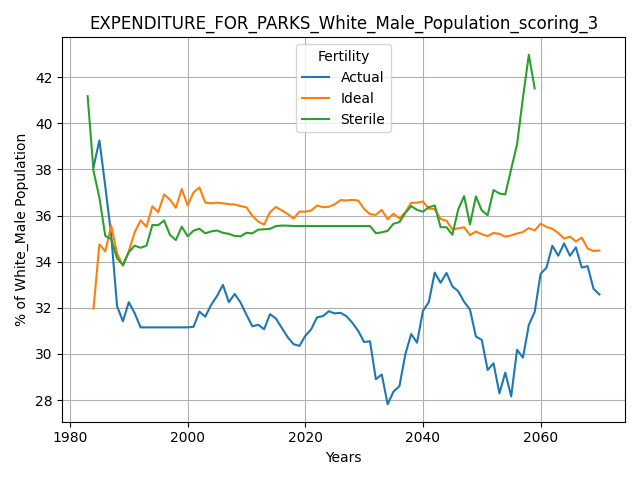 EXPENDITURE_FOR_PARKS_White_Male_Population_scoring_3
Fertility
Actual
Ideal
Sterile
% of White_Male Population
42
40
38
36
34
32
30
28
1980
2000
2020
2040
2060
Years